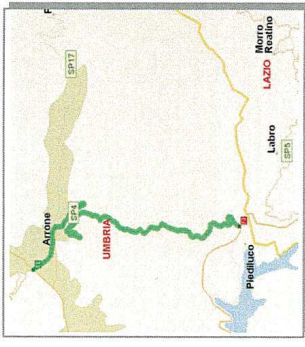 SP17
Morro
Reatino
LAZIO
Labro
SP5
Arrone
SP4
UMBRIA
Piediluco